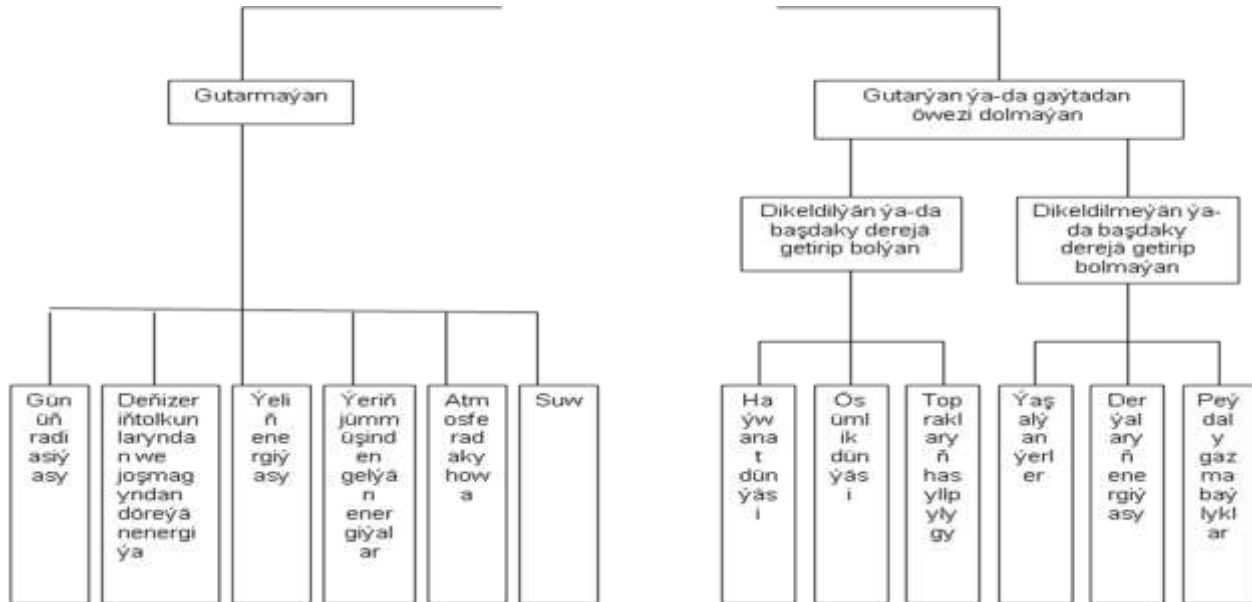 Gutarmaýan
Gutarýan ýa-da gaýtadan
öwezi dolmaýan
Dikeldilýän ýa-da
başdaky derejä
getirip bolýan
Dikeldilmeýän ýa-
da başdaky
derejä getirip
bolmaýan
Gün
üň
radi
asiýa
asy
Deňizer
iňtolkun
larynda
n we
joşmag
yndan
döreýä
nenergi
ýa
Ýeli
ň
ene
rgiý
asy
Ýeriň
jümm
üşind
en
gelýä
n
ener
giýal
ar
Atm
osfe
rad
aky
how
a
Suw
Ha
ýw
ana
t
dün
ýäs
i
Ös
üml
ik
dün
ýäs
i
Top
rakl
ary
ň
has
yllp
yly
gy
Ýaş
alý
an
ýerl
er
Der
ýal
ary
ň
ene
rgiý
asy
Peý
dal
y
gaz
ma
baý
lykl
ar